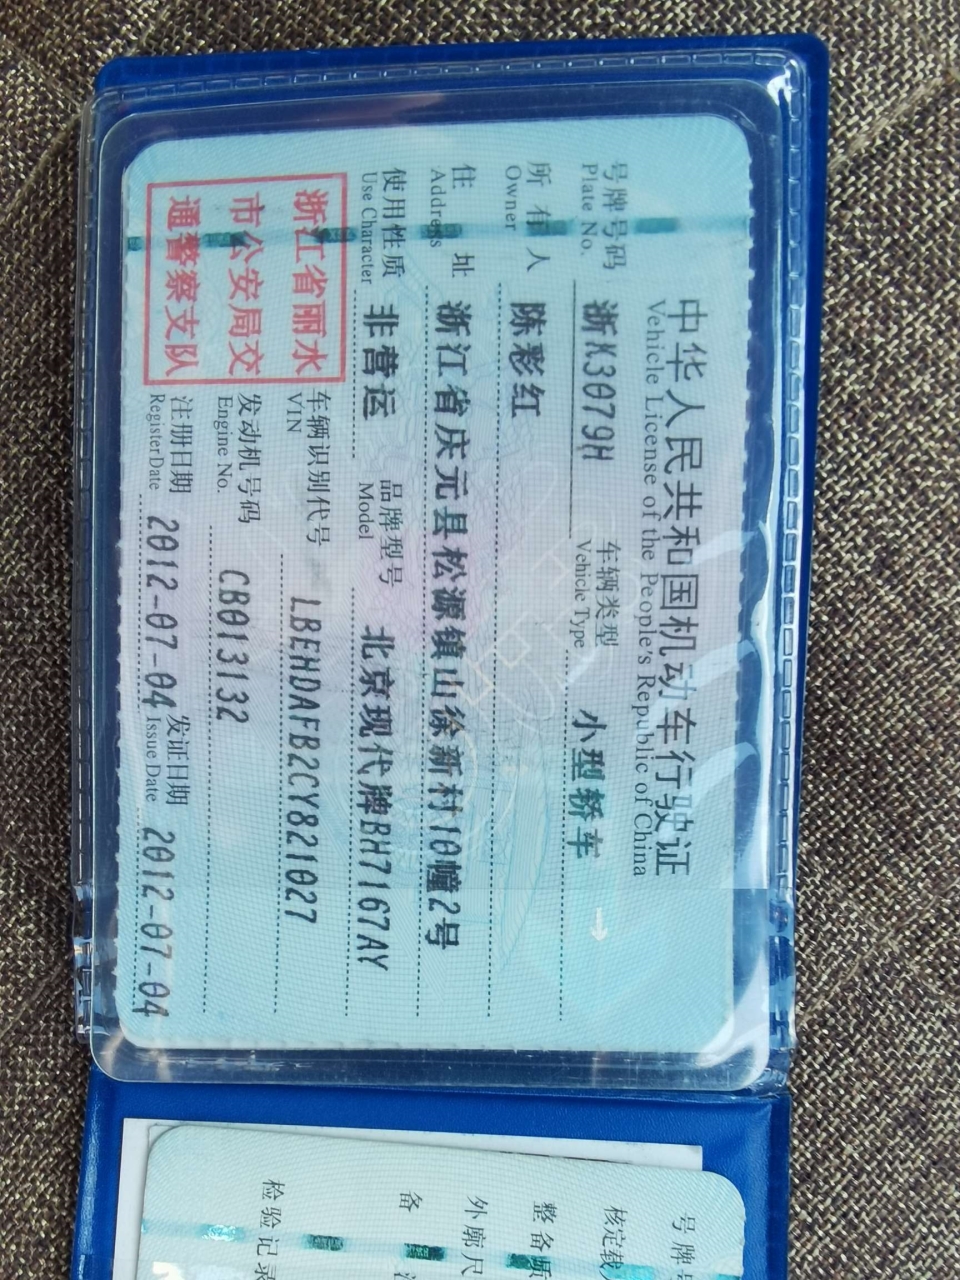 中华人民共和国机动车行驶证
Vehicle License of the People's Republic of China
号牌号码 浙K3079H 车辆类型 小型轿车
Plate No. Vehicle Type
所有人 陈彩红
Owner
住址 浙江省庆元县松源镇山徐新村10幢2号
Address
使用性质 非营运 品牌型号 北京现代牌BH7167AY
Use Character Model
浙江省丽水
市公安局交
通警察支队
车辆识别代号 LBEHDAFB2CY821027
VIN
发动机号码 CB013132
Engine No.
注册日期 2012-07-04 发证日期 2012-07-04
Register Date Issue Date
号牌
核定载
整备质
外廓尺
备
检验记录